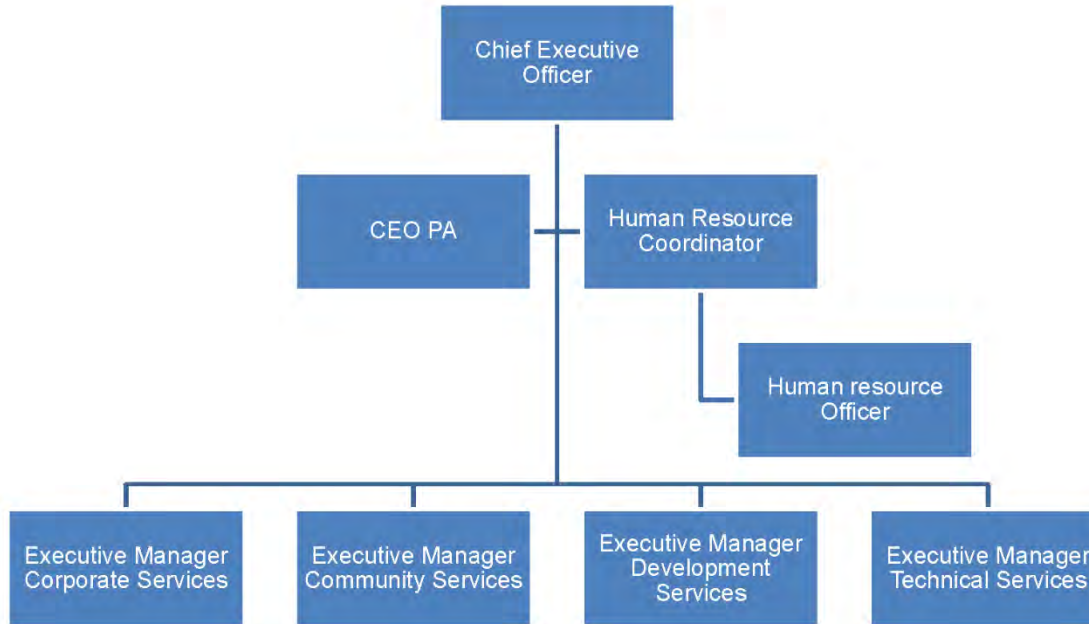 Chief Executive
Officer
CEO PA
Human Resource
Coordinator
Human resource
Officer
Executive Manager
Corporate Services
Executive Manager
Community Services
Executive Manager
Development
Services
Executive Manager
Technical Services